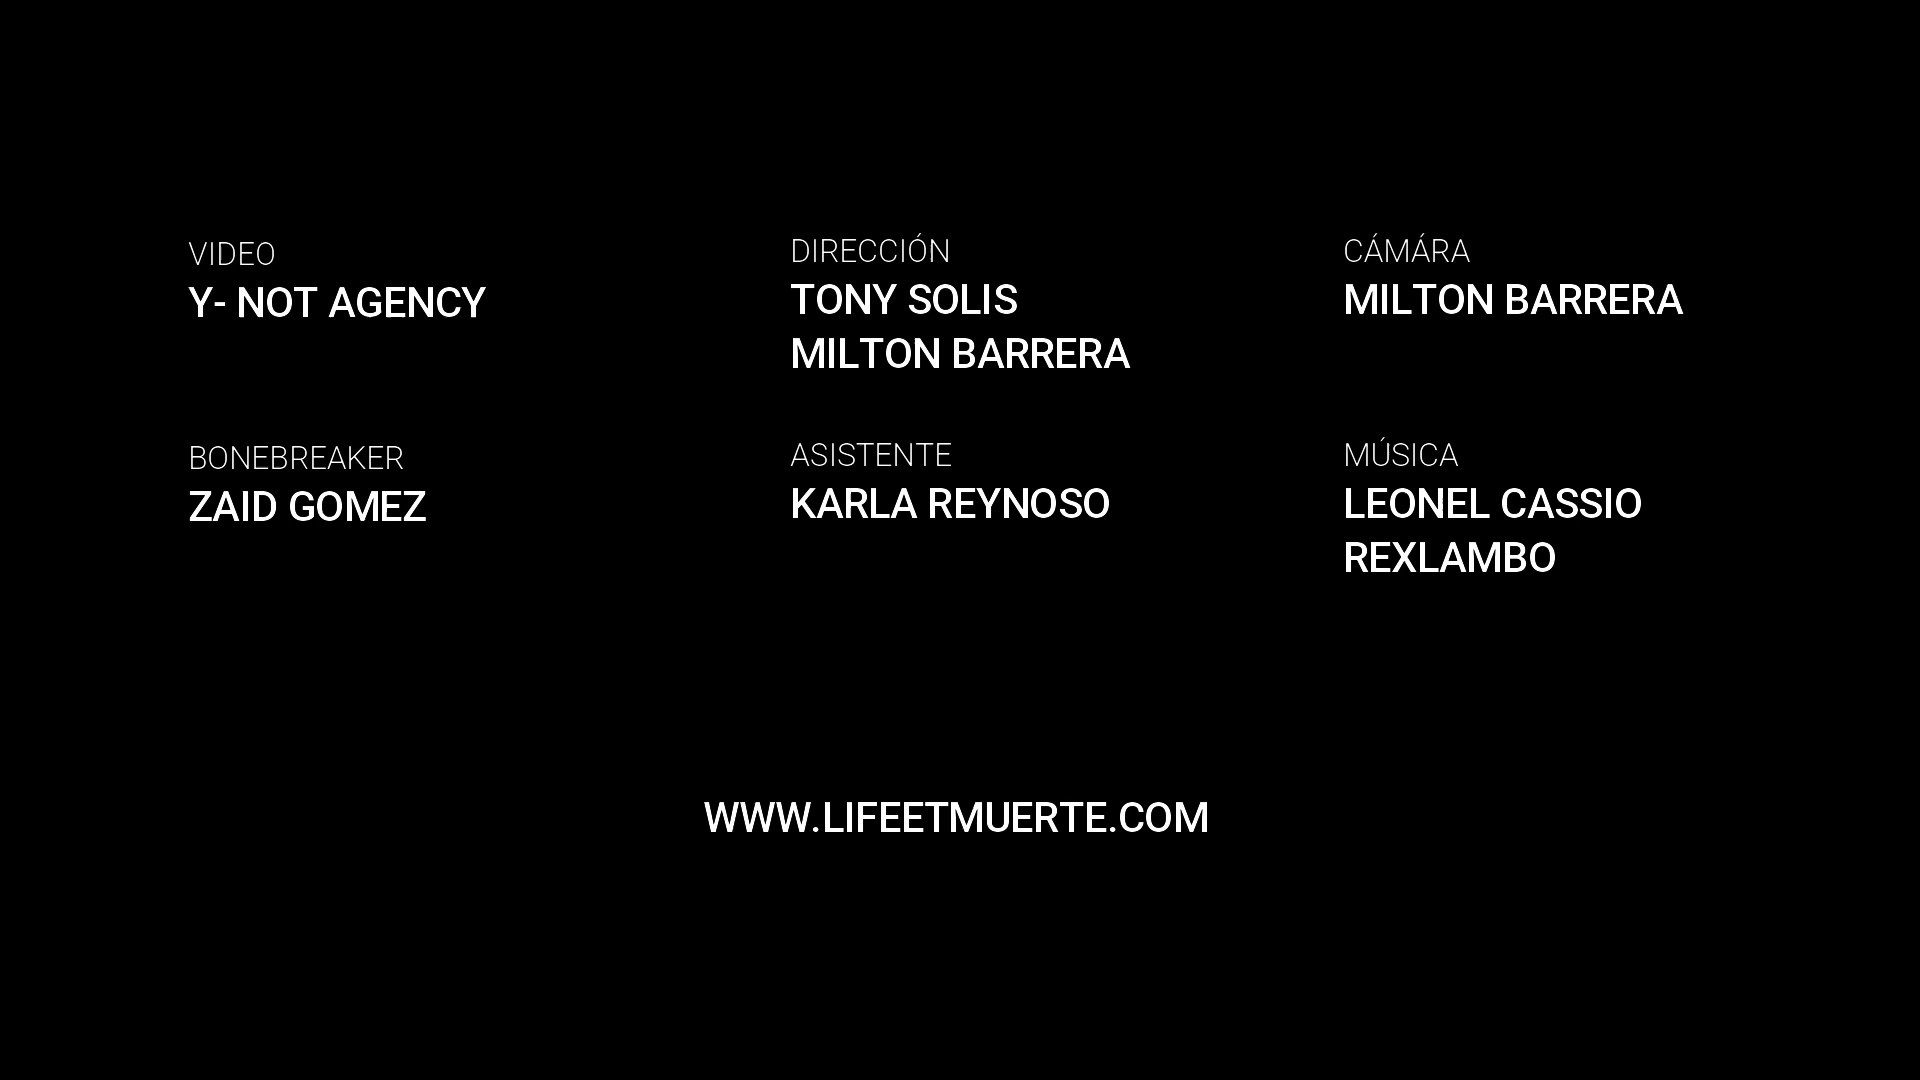 VIDEO
Y- NOT AGENCY
DIRECCIÓN
TONY SOLIS
MILTON BARRERA
CÁMÁRA
MILTON BARRERA
BONEBREAKER
ZAID GOMEZ
ASISTENTE
KARLA REYNOSO
MÚSICA
LEONEL CASSIO
REXLAMBO
WWW.LIFEETMUERTE.COM